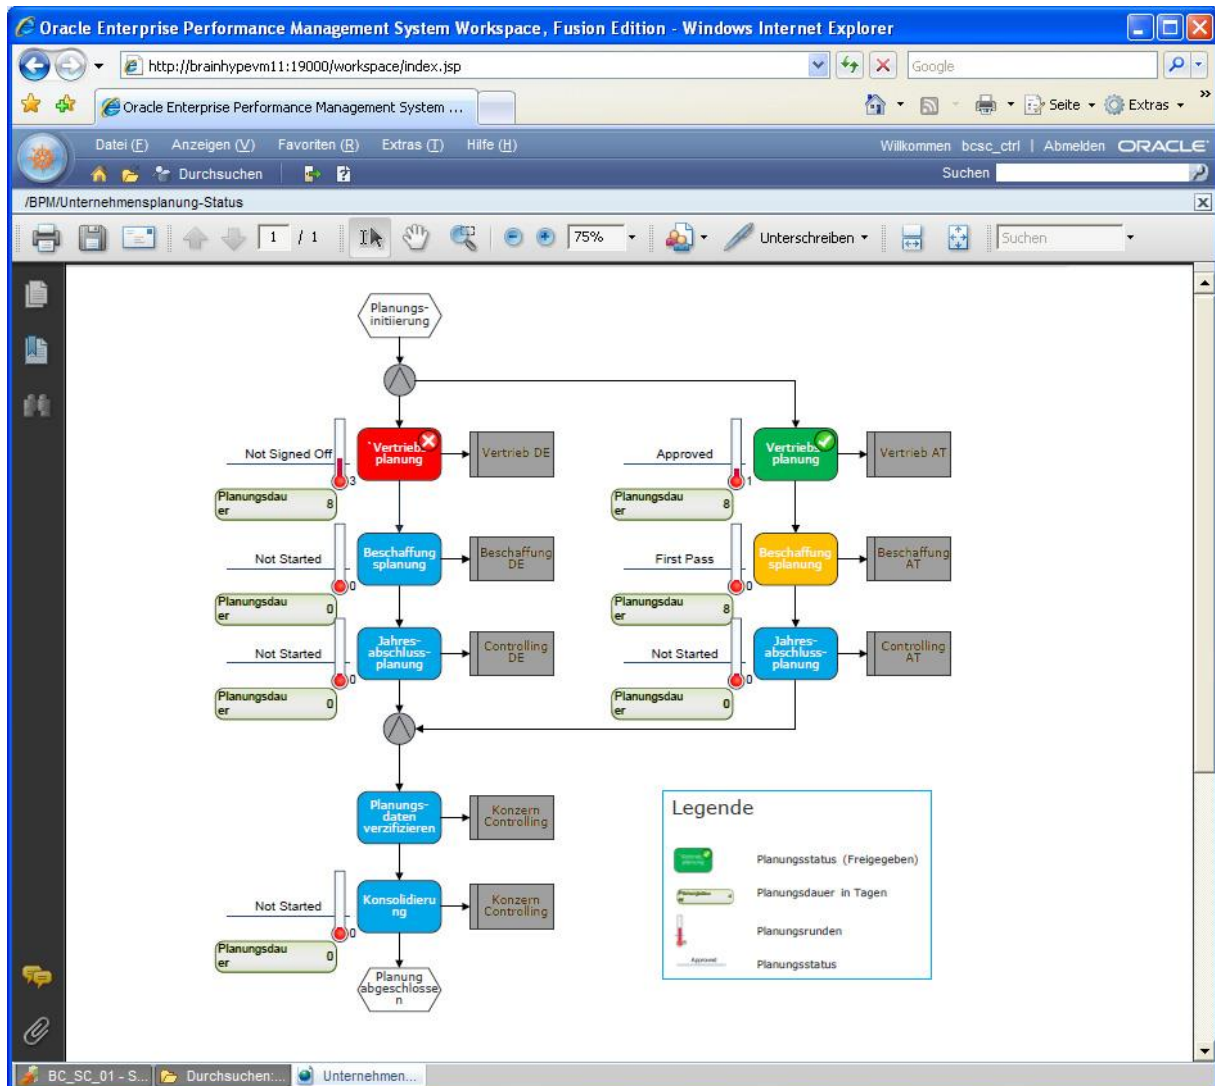 Oracle Enterprise Performance Management System Workspace, Fusion Edition - Windows Internet Explorer
http://brainhypevm11:19000/workspace/index.jsp
Google
Oracle Enterprise Performance Management System ...
Seite
Extras
Datei (F) Anzeigen (V) Favoriten (R) Extras (T) Hilfe (H)
Willkommen bcsc_ctrl | Abmelden ORACLE
Durchsuchen
Suchen
/BPM/Unternehmensplanung-Status
1 / 1
75%
Unterschreiben
Suchen
Planungs-
initiierung
Not Signed Off
3
`Vertriebs
planung
Vertrieb DE
Planungsdau
er
8
Approved
1
Vertriebs
planung
Vertrieb AT
Planungsdau
er
8
Not Started
0
Beschaffung
splanung
Beschaffung
DE
Planungsdau
er
0
First Pass
0
Beschaffung
splanung
Beschaffung
AT
Planungsdau
er
8
Not Started
0
Jahres-
abschluss-
planung
Controlling
DE
Planungsdau
er
0
Not Started
0
Jahres-
abschluss-
planung
Controlling
AT
Planungsdau
er
0
Planungs-
daten
verzifizieren
Konzern
Controlling
Not Started
0
Konsolidieru
ng
Konzern
Controlling
Planungsdau
er
0
Planung
abgeschlosse
n
Legende
Planungsstatus (Freigegeben)
Planungsdauer in Tagen
Planungsrunden
Approved
Planungsstatus
BC_SC_01 - S...
Durchsuchen:...
Unternehmen...